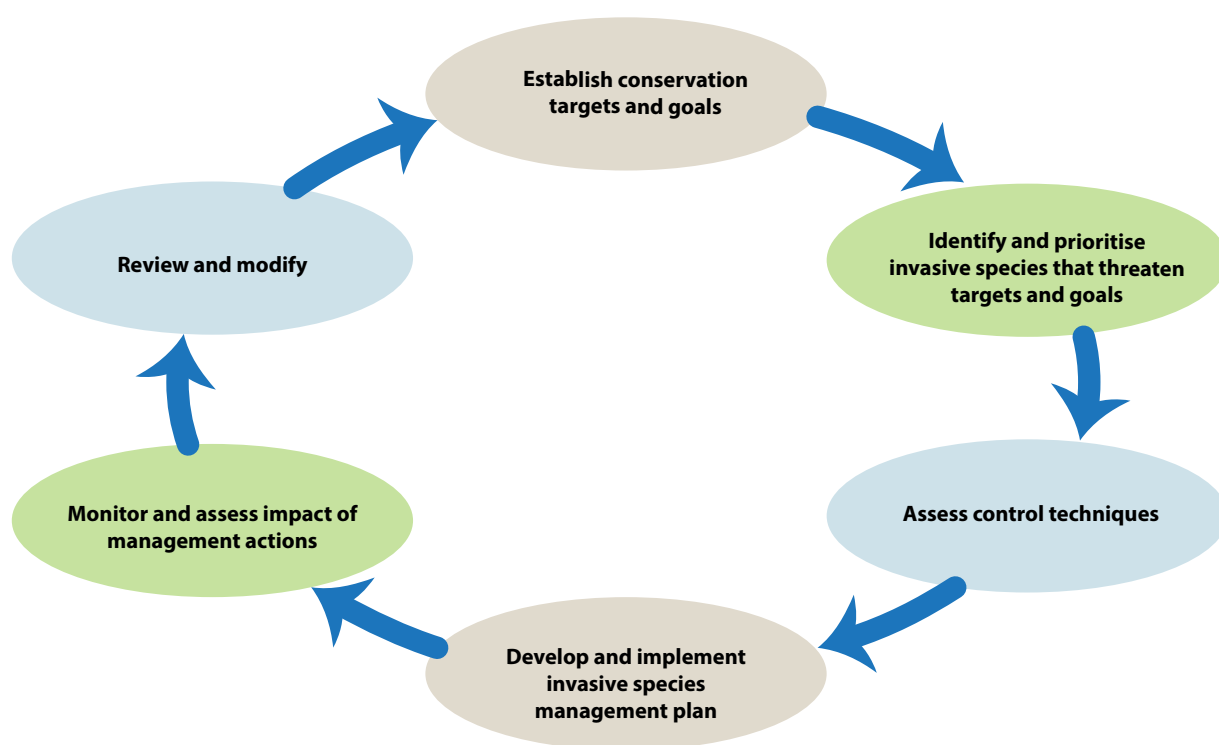 Establish conservation
targets and goals
Identify and prioritise
invasive species that threaten
targets and goals
Assess control techniques
Develop and implement
invasive species
management plan
Monitor and assess impact of
management actions
Review and modify